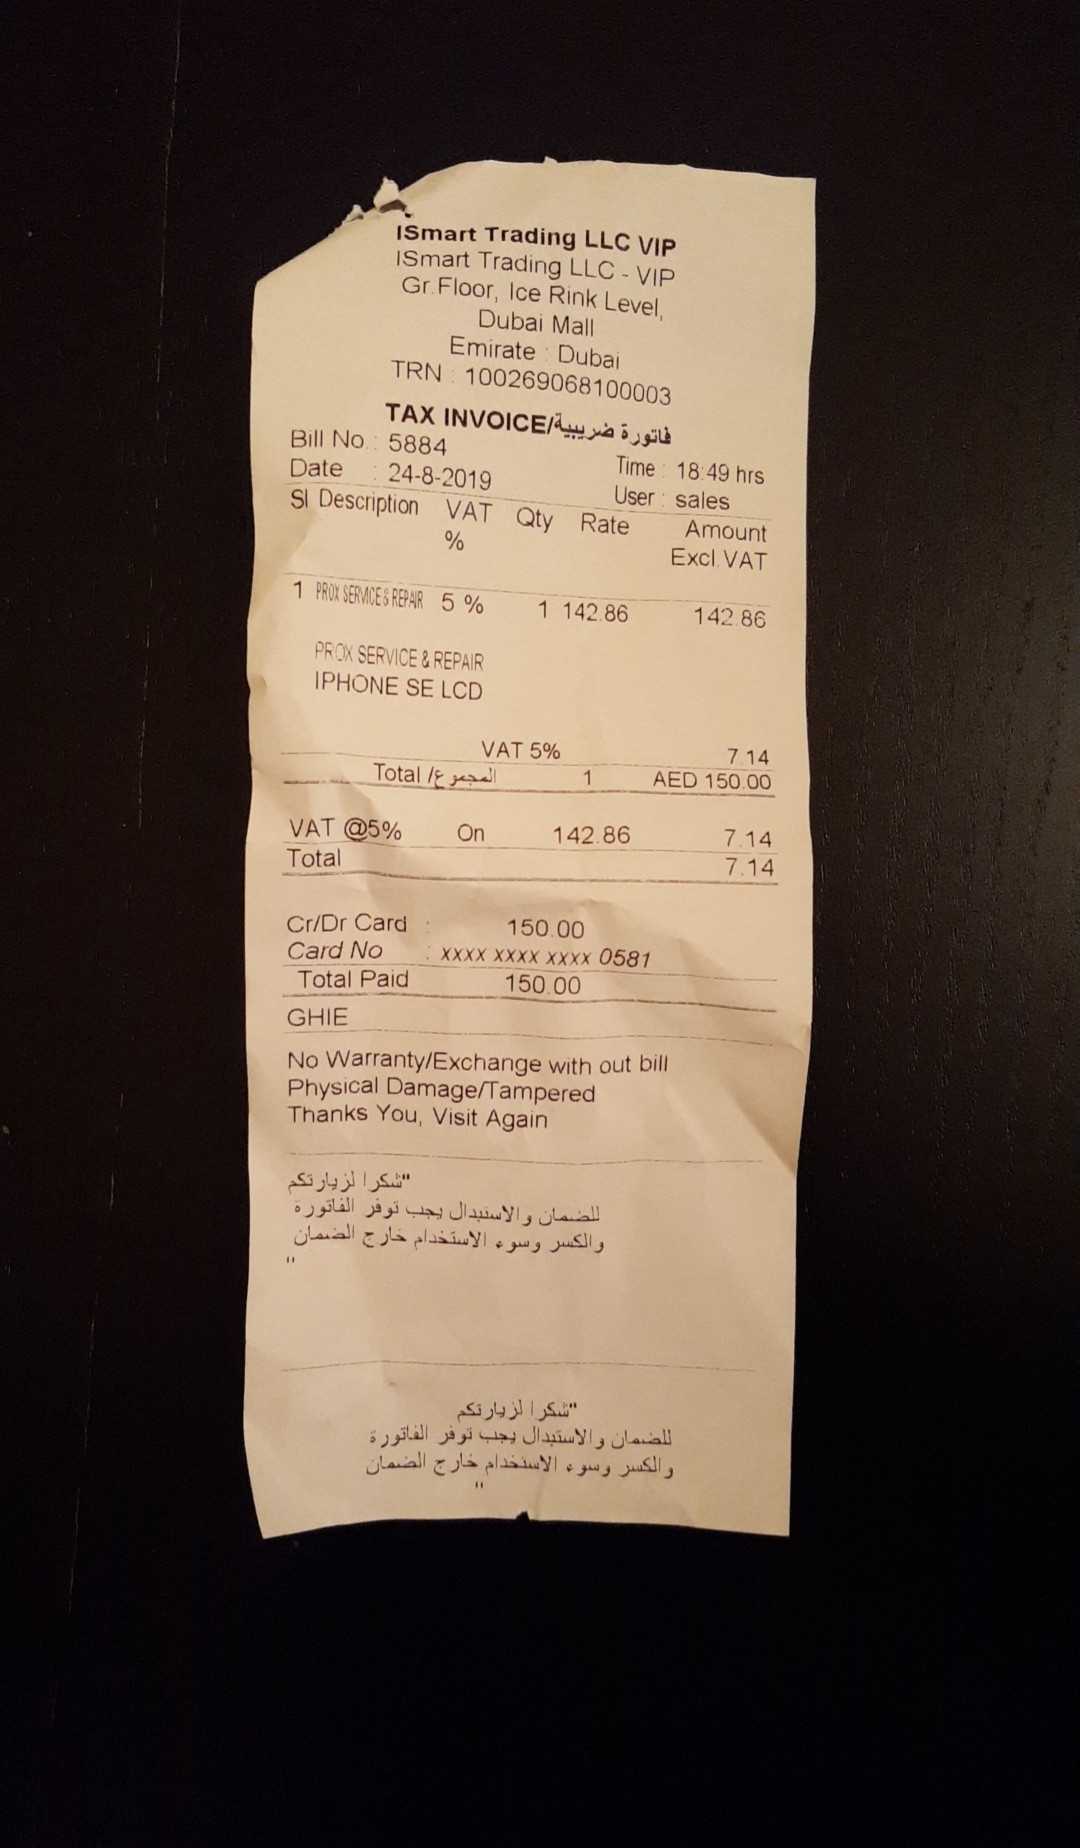 ISmart Trading LLC VIP
ISmart Trading LLC - VIP
Gr.Floor, Ice Rink Level,
Dubai Mall
Emirate : Dubai
TRN : 100269068100003
TAX INVOICE/فاتورة ضريبية
Bill No. : 5884 Time : 18:49 hrs
Date : 24-8-2019 User : sales
Sl Description VAT Qty Rate Amount
% Excl.VAT
1 PROX SERVICE & REPAIR 5 % 1 142.86 142.86
PROX SERVICE & REPAIR
IPHONE SE LCD
VAT 5% 7.14
Total /المجموع 1 AED 150.00
VAT @5% On 142.86 7.14
Total 7.14
Cr/Dr Card : 150.00
Card No : xxxx xxxx xxxx 0581
Total Paid 150.00
GHIE
No Warranty/Exchange with out bill
Physical Damage/Tampered
Thanks You, Visit Again
"شكرا لزيارتكم
للضمان والاستبدال يجب توفر الفاتورة
والكسر وسوء الاستخدام خارج الضمان
"
"شكرا لزيارتكم
للضمان والاستبدال يجب توفر الفاتورة
والكسر وسوء الاستخدام خارج الضمان
"